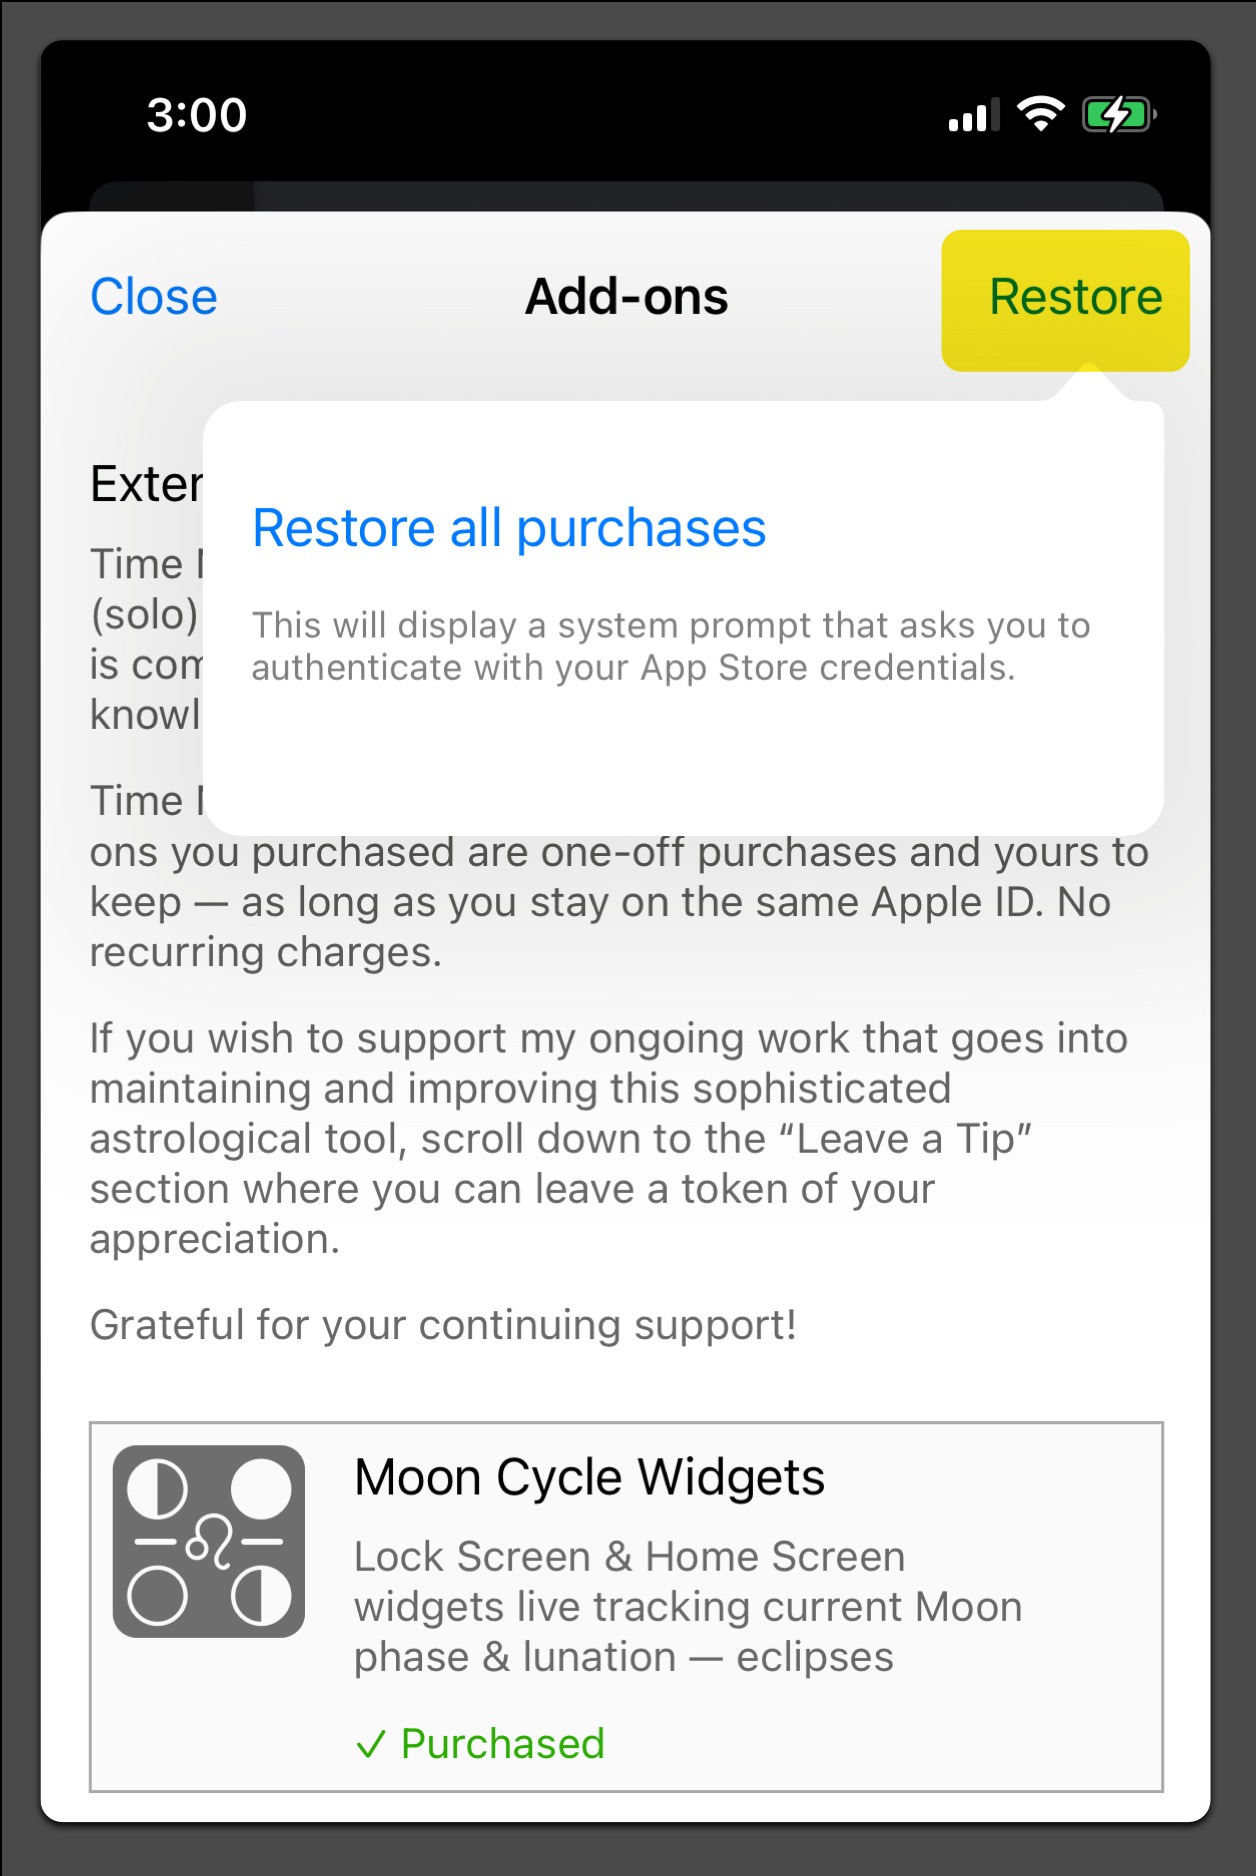 3:00
Close
Add-ons
Restore
Restore all purchases
This will display a system prompt that asks you to
authenticate with your App Store credentials.
Time
(solo)
is
Time
ons you purchased are one-off purchases and yours to
keep — as long as you stay on the same Apple ID. No
recurring charges.
If you wish to support my ongoing work that goes into
maintaining and improving this sophisticated
astrological tool, scroll down to the “Leave a Tip”
section where you can leave a token of your
appreciation.
Grateful for your continuing support!
Moon Cycle Widgets
Lock Screen & Home Screen
widgets live tracking current Moon
phase & lunation — eclipses
✓ Purchased